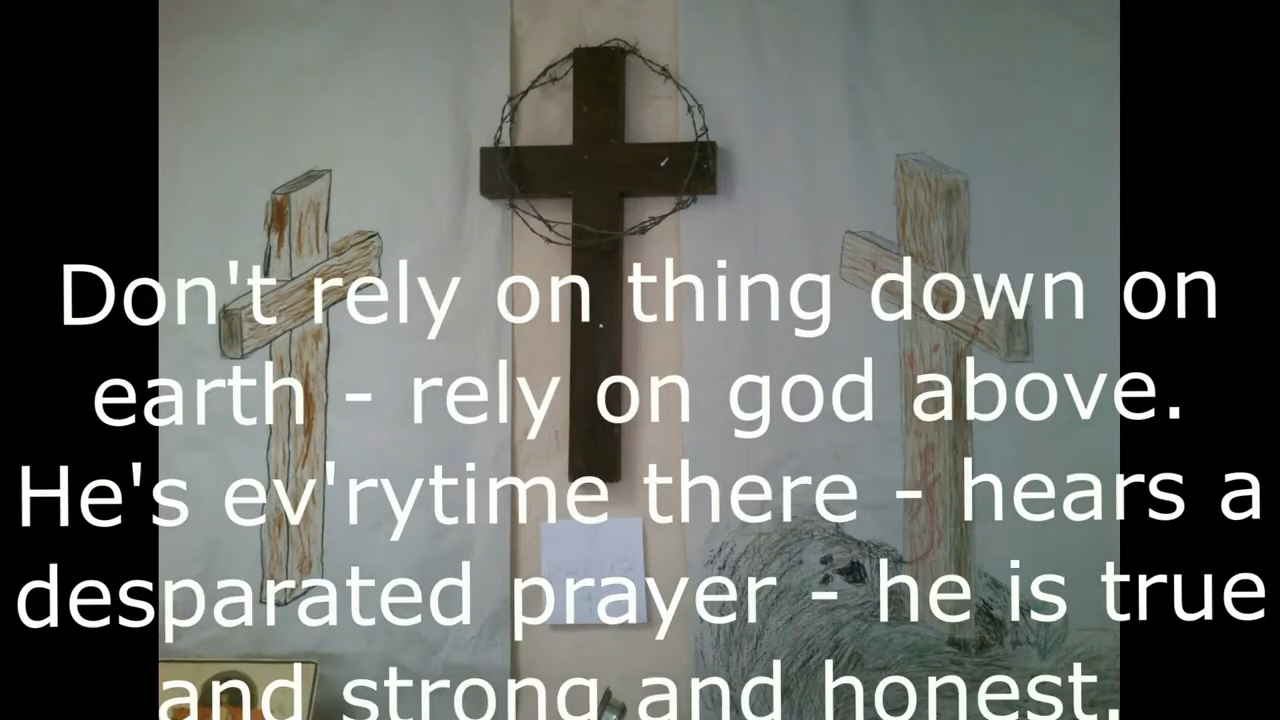 Don't rely on thing down on
earth - rely on god above.
He's ev'rytime there - hears a
desparated prayer - he is true
and strong and honest.